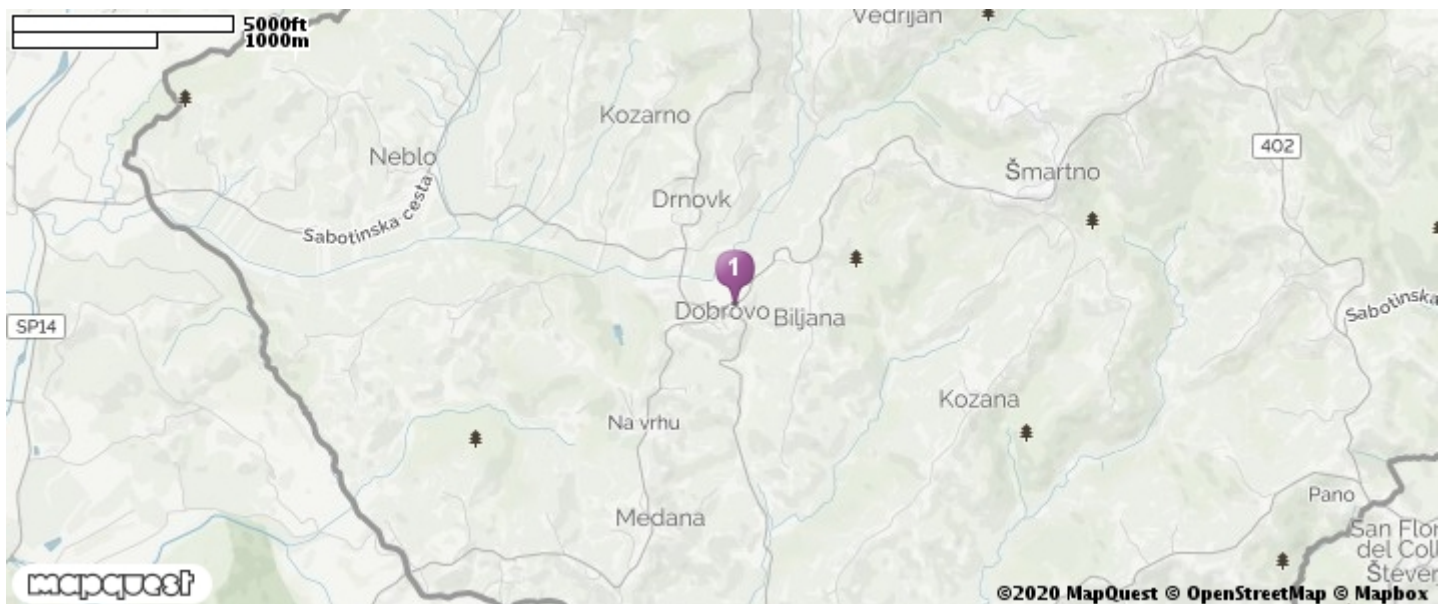 5000ft
1000m
Vedrijan
Kozarno
Neblo
402
Šmartno
Drnovk
Sabotinska cesta
1
Dobrovo
Biljana
Sabotinska
SP14
Kozana
Na vrhu
Pano
Medana
San Flor
del Coll
Štever
mapquest
©2020 MapQuest © OpenStreetMap © Mapbox